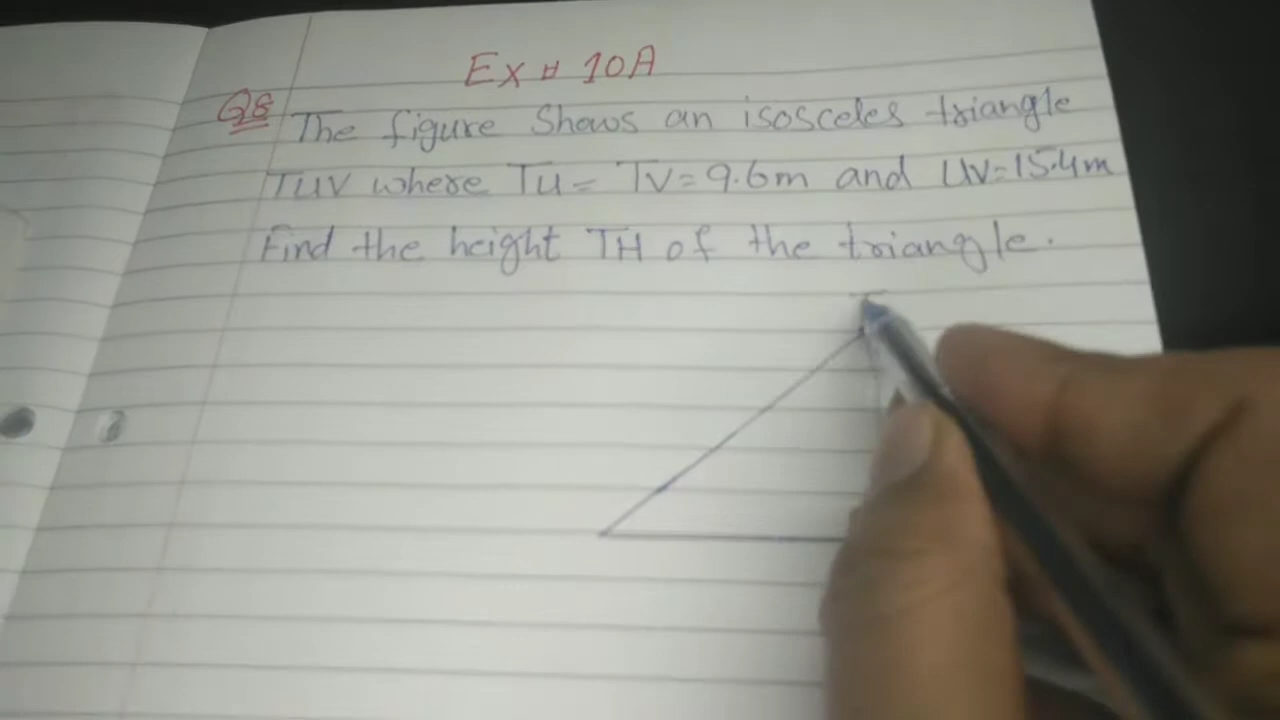 Ex # 10A
Q8 The figure Shows an isosceles triangle
TUV where TU = TV = 9.6m and UV = 15.4m
Find the height TH of the triangle.
T